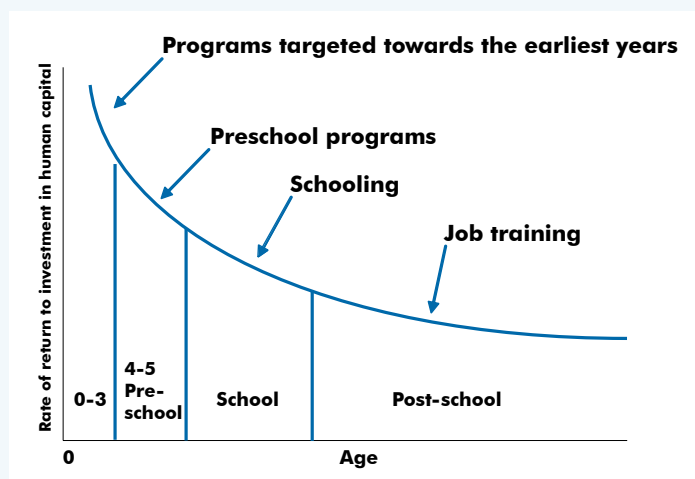 Programs targeted towards the earliest years
Preschool programs
Schooling
Job training
Rate of return to investment in human capital
0-3
4-5
Pre-
school
School
Post-school
0
Age